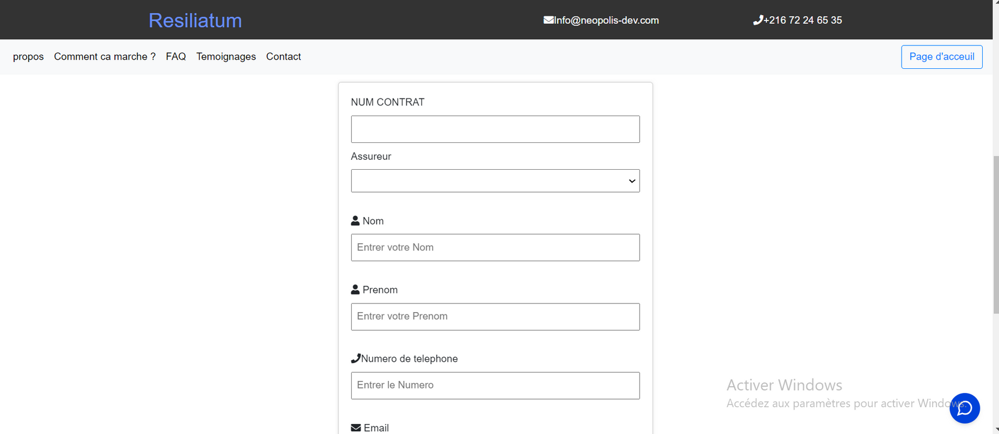 Resiliatum
Info@neopolis-dev.com
+216 72 24 65 35
propos
Comment ca marche ?
FAQ
Temoignages
Contact
Page d'acceuil
NUM CONTRAT
Assureur
Nom
Entrer votre Nom
Prenom
Entrer votre Prenom
Numero de telephone
Entrer le Numero
Email
Activer Windows
Accédez aux paramètres pour activer Windows.